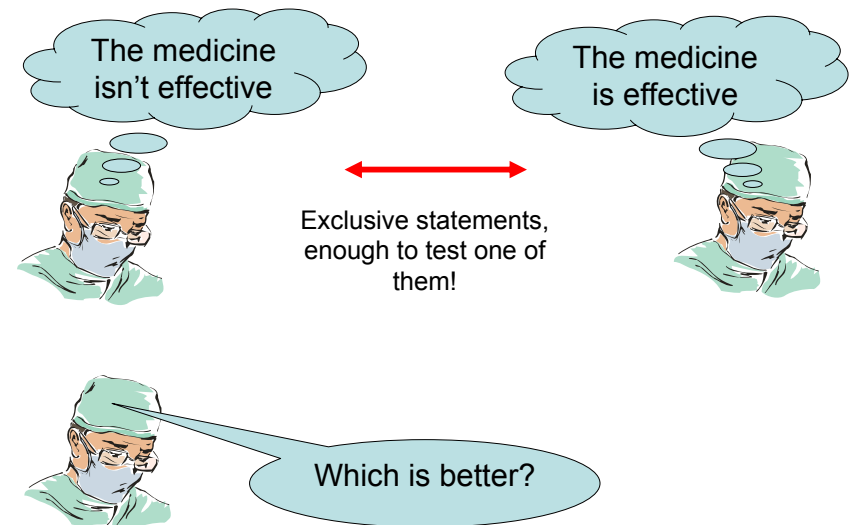 The medicine
isn’t effective
The medicine
is effective
Exclusive statements,
enough to test one of
them!
Which is better?